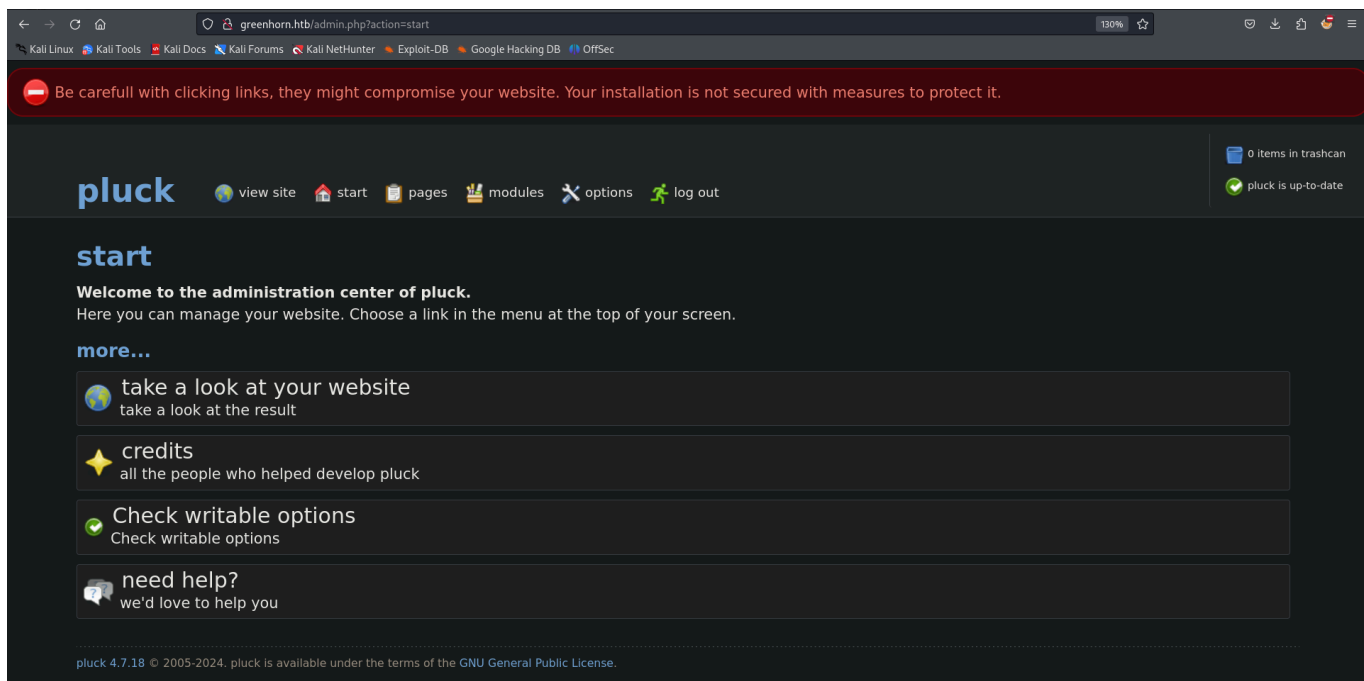 greenhorn.htb/admin.php?action=start
130%
Kali Linux Kali Tools Kali Docs Kali Forums Kali NetHunter Exploit-DB Google Hacking DB OffSec
Be carefull with clicking links, they might compromise your website. Your installation is not secured with measures to protect it.
0 items in trashcan
pluck is up-to-date
pluck view site start pages modules options log out
start
Welcome to the administration center of pluck.
Here you can manage your website. Choose a link in the menu at the top of your screen.
more...
take a look at your website
take a look at the result
credits
all the people who helped develop pluck
Check writable options
Check writable options
need help?
we'd love to help you
pluck 4.7.18 © 2005-2024. pluck is available under the terms of the GNU General Public License.